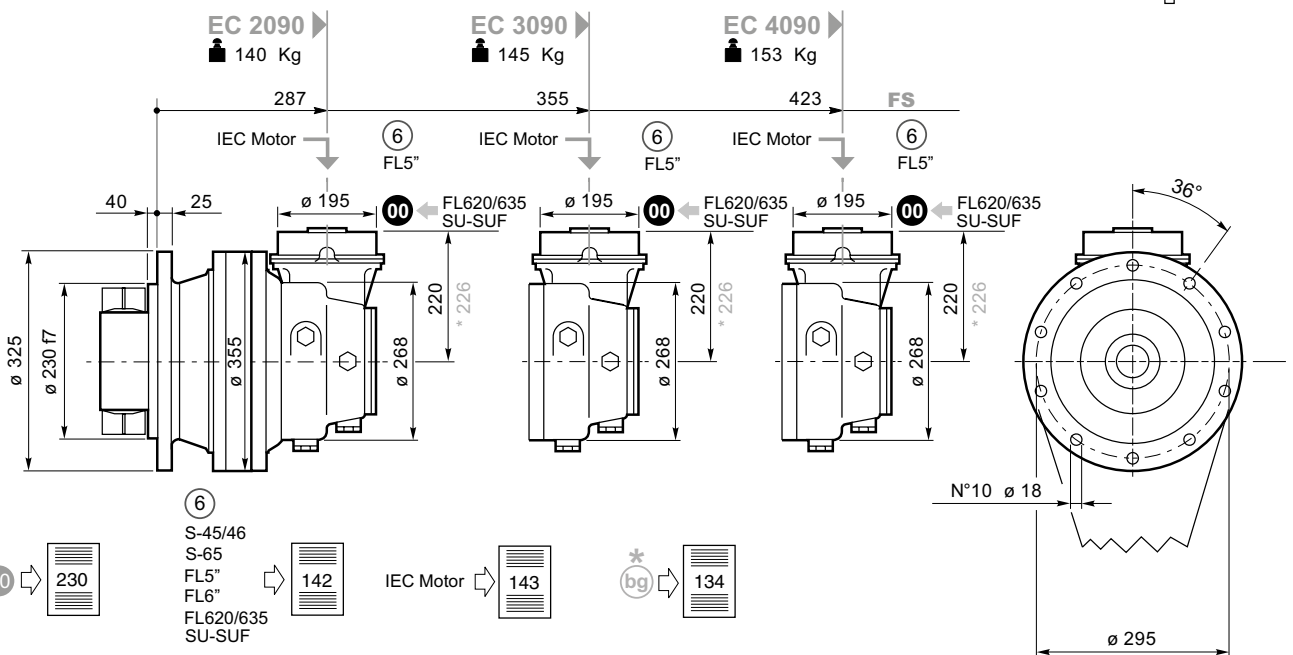 EC 2090 EC 3090 EC 4090
140 Kg 145 Kg 153 Kg
287 355 423 FS
IEC Motor 6 IEC Motor 6 IEC Motor 6
FL5” FL5” FL5”
40 25 ø 195 00 FL620/635 ø 195 00 FL620/635 ø 195 00 FL620/635 36°
SU-SUF SU-SUF SU-SUF
ø 325 ø 230 f7 ø 355 ø 268 220 * 226 ø 268 220 * 226 ø 268 220 * 226
N°10 ø 18
6
S-45/46
S-65
FL5”
FL6”
FL620/635
SU-SUF
230 142 IEC Motor 143 * bg 134
ø 295